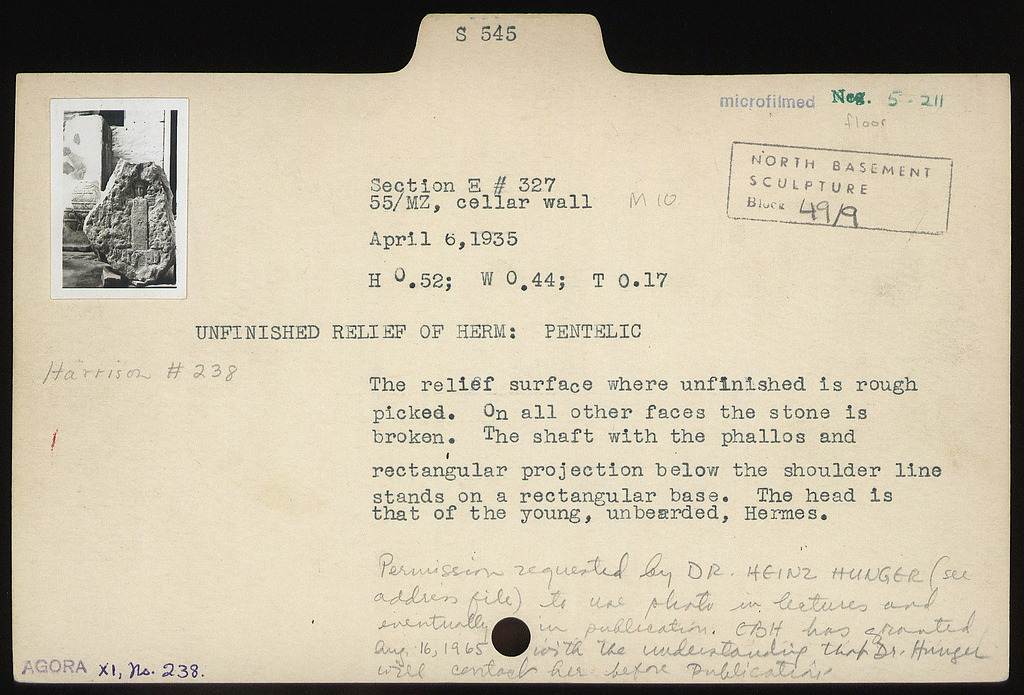 S 545
microfilmed Neg. 5-211
floor
NORTH BASEMENT
SCULPTURE
Block 49/9
Section E # 327
55/MZ, cellar wall M 10
April 6,1935
H 0.52; W 0.44; T 0.17
UNFINISHED RELIEF OF HERM: PENTELIC
Harrison # 238
The relief surface where unfinished is rough
picked. On all other faces the stone is
broken. The shaft with the phallos and
rectangular projection below the shoulder line
stands on a rectangular base. The head is
that of the young, unbearded, Hermes.
Permission requested by DR. HEINZ HUNGER (see
address file) to use photo in lectures and
eventually in publication. EBH has granted
Aug. 16, 1965 with the understanding that Dr. Hunger
will contact her before publication
AGORA XI, No. 238.